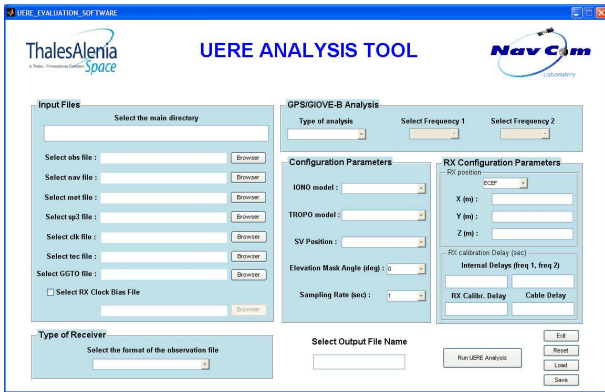 UERE_EVALUATION_SOFTWARE
ThalesAlenia
A Thales / Finmeccanica Company
Space
UERE ANALYSIS TOOL
Nav Com
Laboratory
Input Files
Select the main directory
Select obs file :
Browser
Select nav file :
Browser
Select met file :
Browser
Select sp3 file :
Browser
Select clk file :
Browser
Select tec file :
Browser
Select GGTO file :
Browser
Select RX Clock Bias File
Browser
Type of Receiver
Select the format of the observation file
GPS/GIOVE-B Analysis
Type of analysis
Select Frequency 1
Select Frequency 2
Configuration Parameters
IONO model :
TROPO model :
SV Position :
Elevation Mask Angle (deg) : 0
Sampling Rate (sec) : 1
RX Configuration Parameters
RX position
ECEF
X (m) :
Y (m) :
Z (m) :
RX calibration Delay (sec)
Internal Delays (freq 1, freq 2)
RX Calibr. Delay
Cable Delay
Select Output File Name
Run UERE Analysis
Exit
Reset
Load
Save